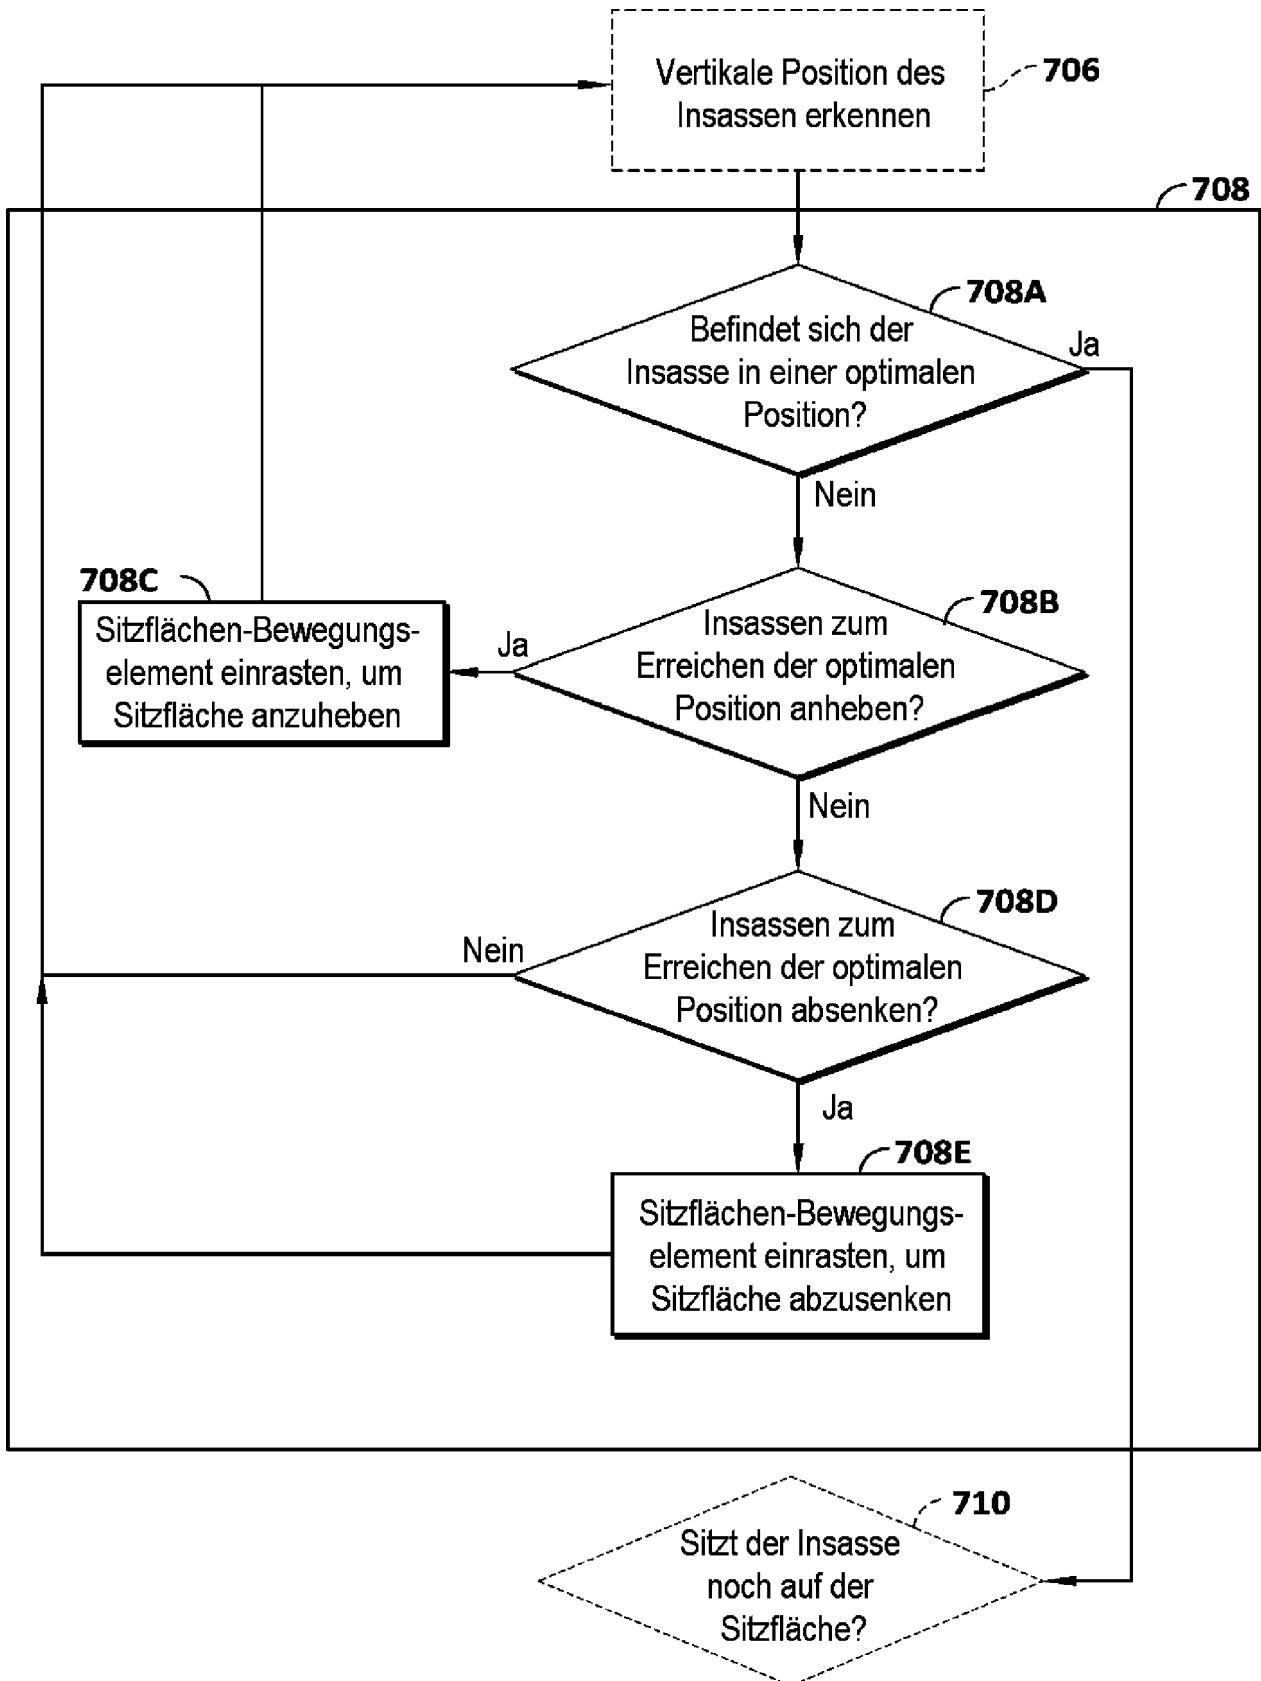 Vertikale Position des
Insassen erkennen
706
708
708A
Befindet sich der
Insasse in einer optimalen
Position?
Ja
Nein
708C
Sitzflächen-Bewegungs-
element einrasten, um
Sitzfläche anzuheben
Ja
708B
Insassen zum
Erreichen der optimalen
Position anheben?
Nein
708D
Insassen zum
Erreichen der optimalen
Position absenken?
Nein
Ja
708E
Sitzflächen-Bewegungs-
element einrasten, um
Sitzfläche abzusenken
710
Sitzt der Insasse
noch auf der
Sitzfläche?